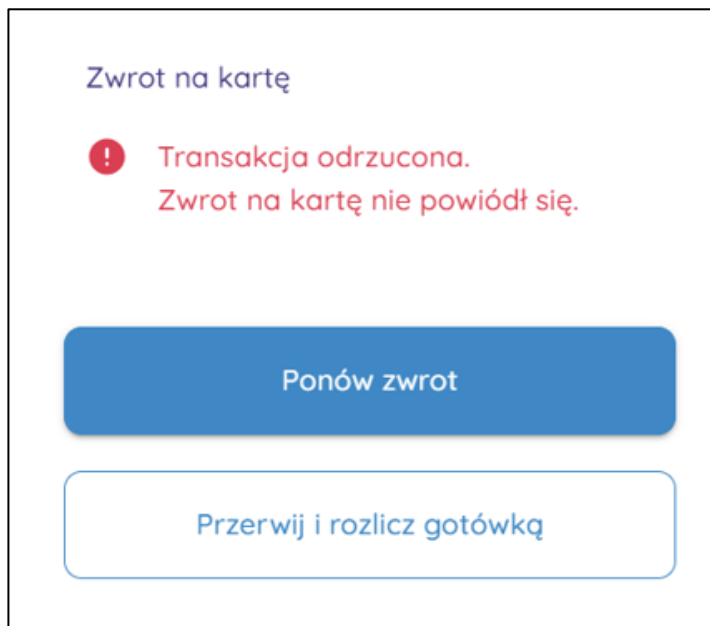 Zwrot na kartę
Transakcja odrzucona.
Zwrot na kartę nie powiódł się.
Ponów zwrot
Przerwij i rozlicz gotówką